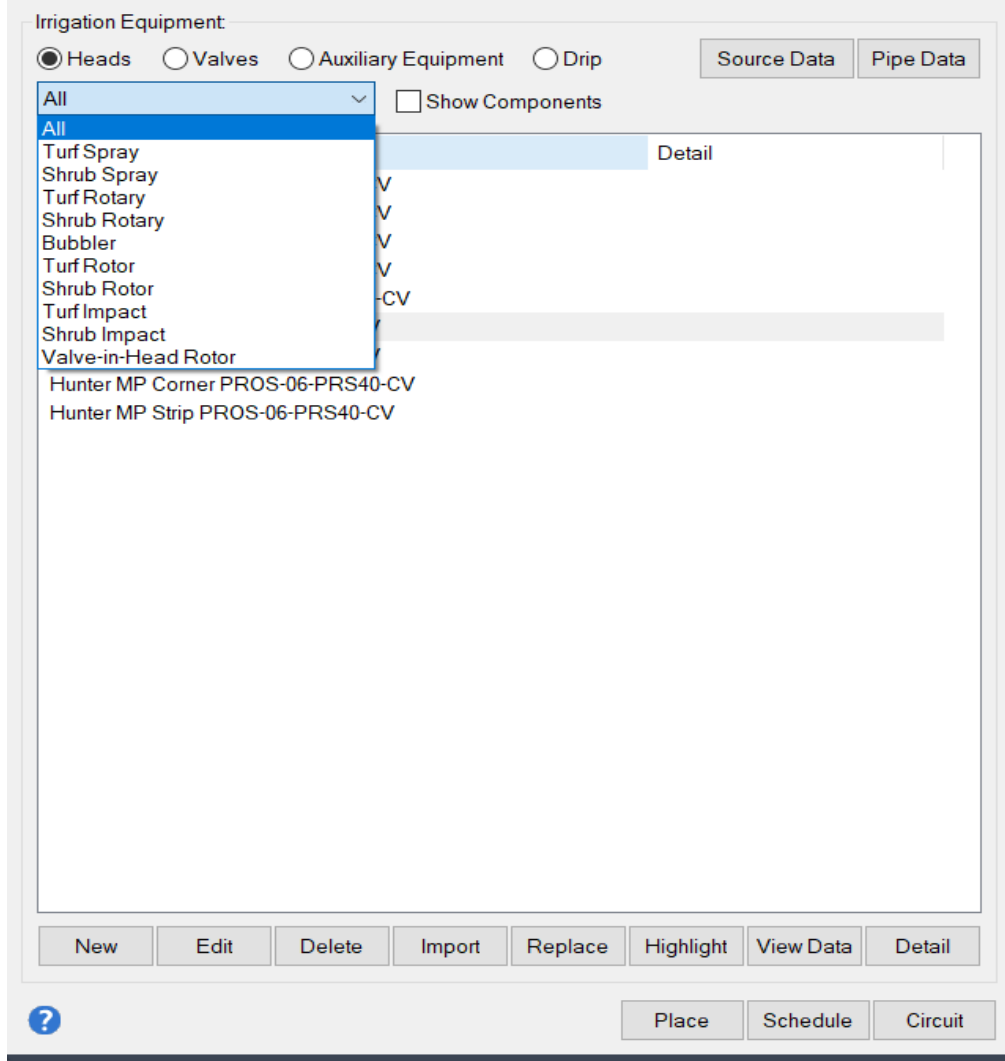 Irrigation Equipment:
Heads Valves Auxiliary Equipment Drip Source Data Pipe Data
All Show Components
All
Turf Spray
Shrub Spray
Turf Rotary
Shrub Rotary
Bubbler
Turf Rotor
Shrub Rotor
Turf Impact
Shrub Impact
Valve-in-Head Rotor
Detail
V
V
V
V
-CV
Hunter MP Corner PROS-06-PRS40-CV
Hunter MP Strip PROS-06-PRS40-CV
New Edit Delete Import Replace Highlight View Data Detail
? Place Schedule Circuit